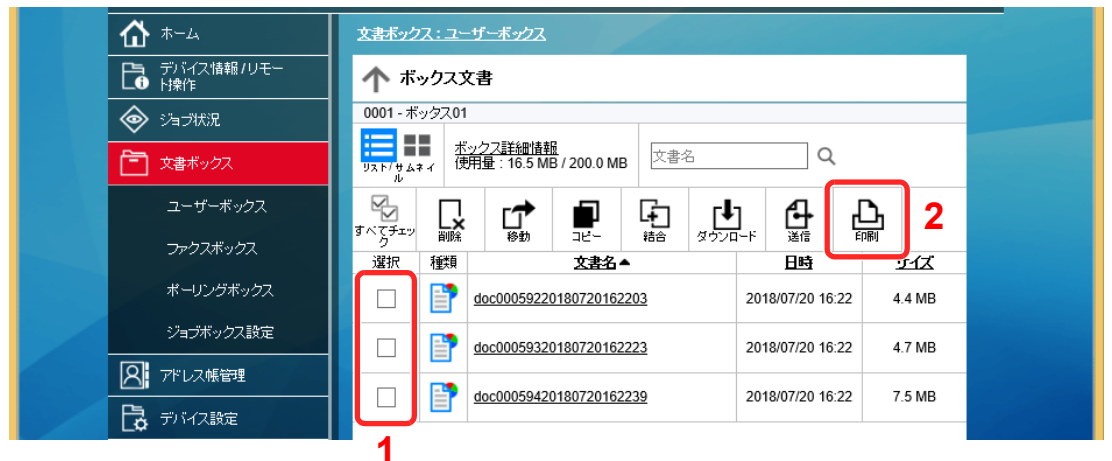 ホーム
デバイス情報/リモー
ト操作
ジョブ状況
文書ボックス
ユーザーボックス
ファクスボックス
ポーリングボックス
ジョブボックス設定
アドレス帳管理
デバイス設定
文書ボックス : ユーザーボックス
ボックス文書
0001 - ボックス01
リスト/サムネイ
ル
ボックス詳細情報
使用量 : 16.5 MB / 200.0 MB
文書名
すべてチェッ
ク
削除
移動
コピー
結合
ダウンロード
送信
印刷
2
選択 種類 文書名▲ 日時 サイズ
doc00059220180720162203 2018/07/20 16:22 4.4 MB
doc00059320180720162223 2018/07/20 16:22 4.7 MB
doc00059420180720162239 2018/07/20 16:22 7.5 MB
1